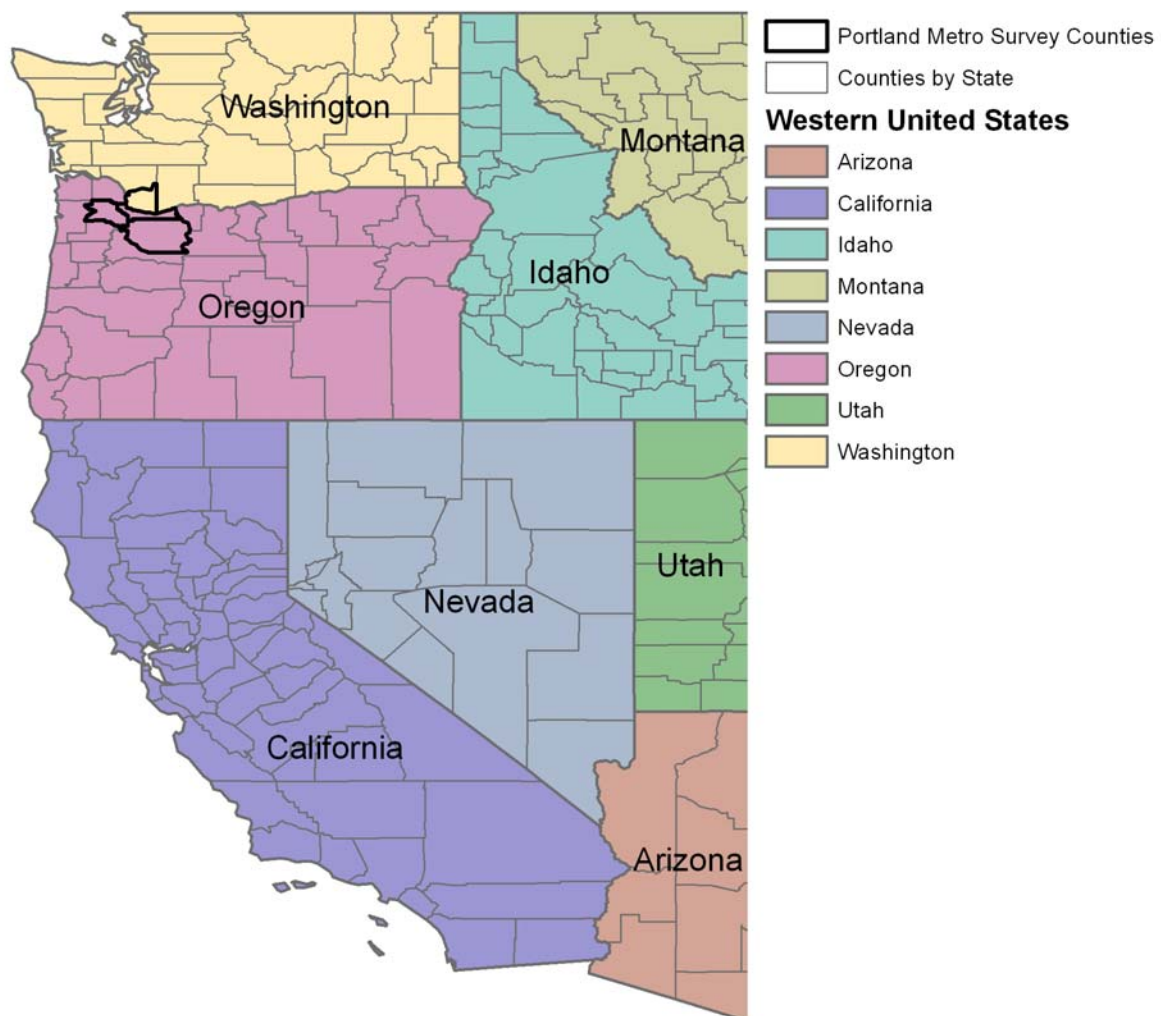 Washington
Montana
Idaho
Oregon
Utah
Nevada
California
Arizona
Portland Metro Survey Counties
Counties by State
Western United States
Arizona
California
Idaho
Montana
Nevada
Oregon
Utah
Washington